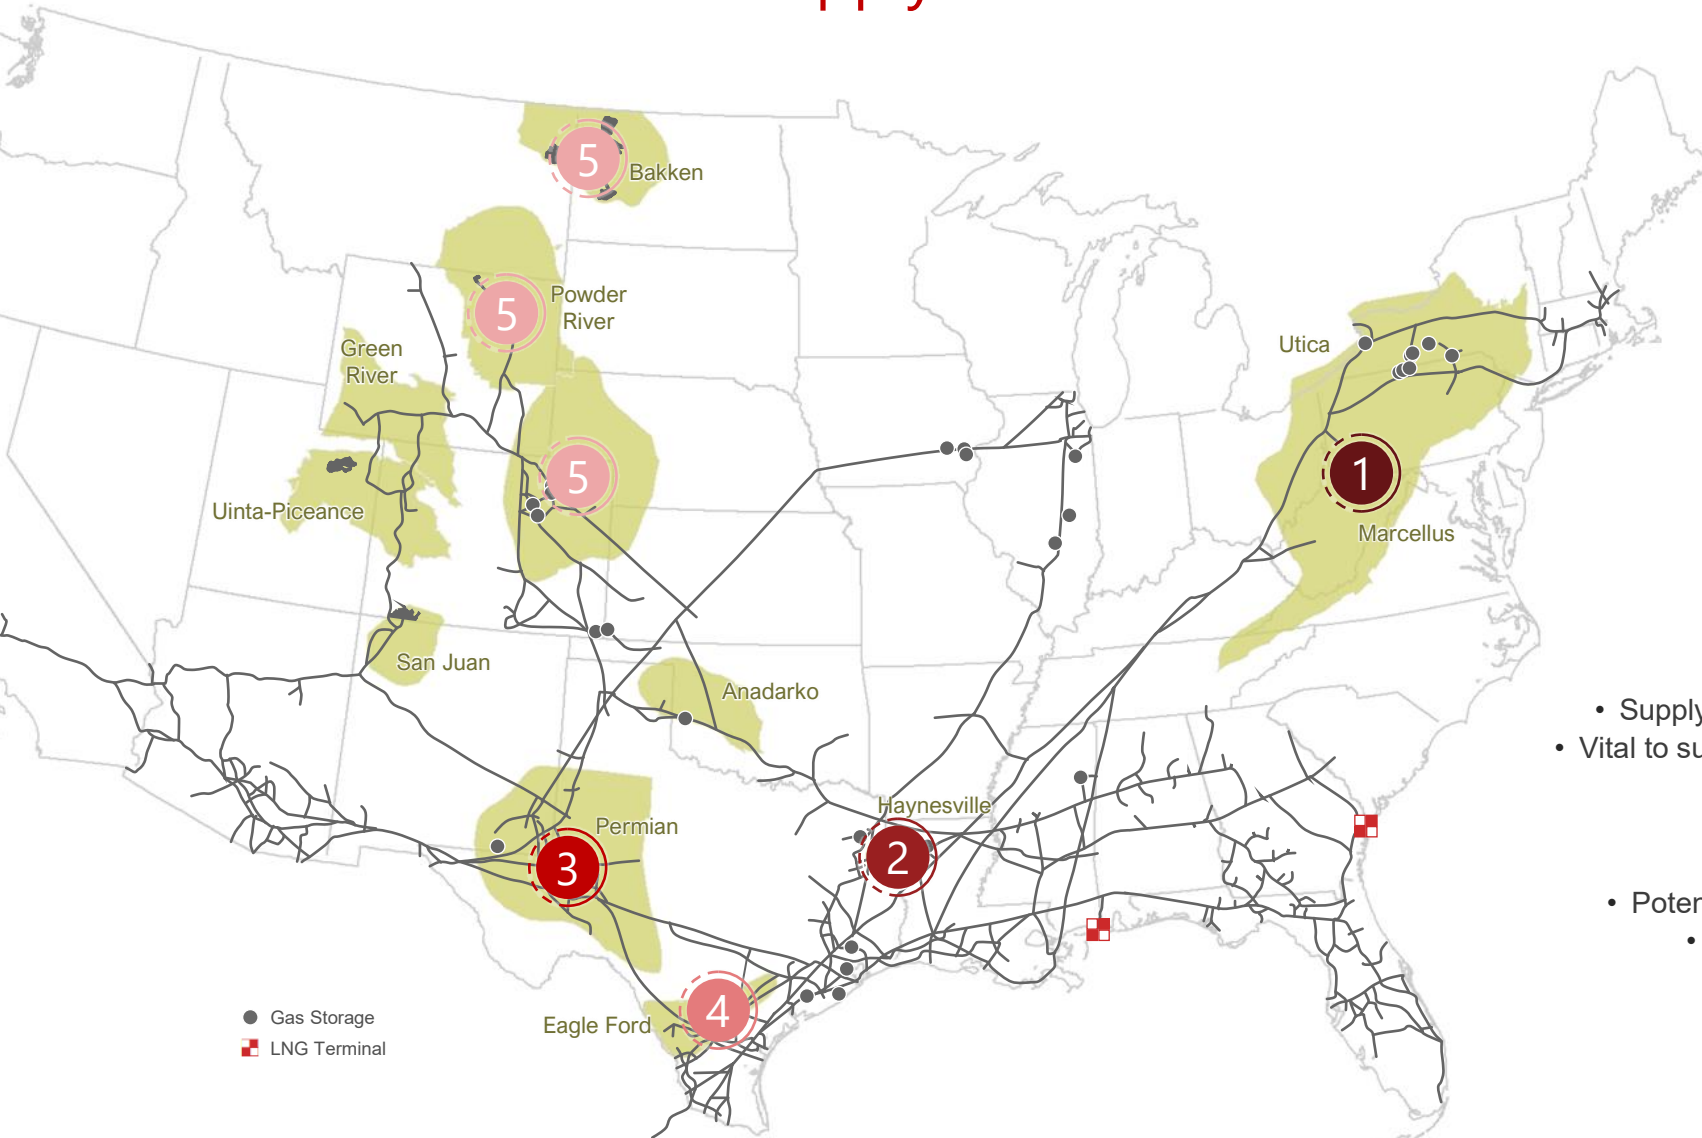 5
Bakken
5
Powder
River
Green
River
5
Uinta-Piceance
San Juan
Anadarko
Utica
1
Marcellus
Haynesville
2
Permian
3
Eagle Ford
4
• Supply
• Vital to su
• Poten
•
Gas Storage
LNG Terminal